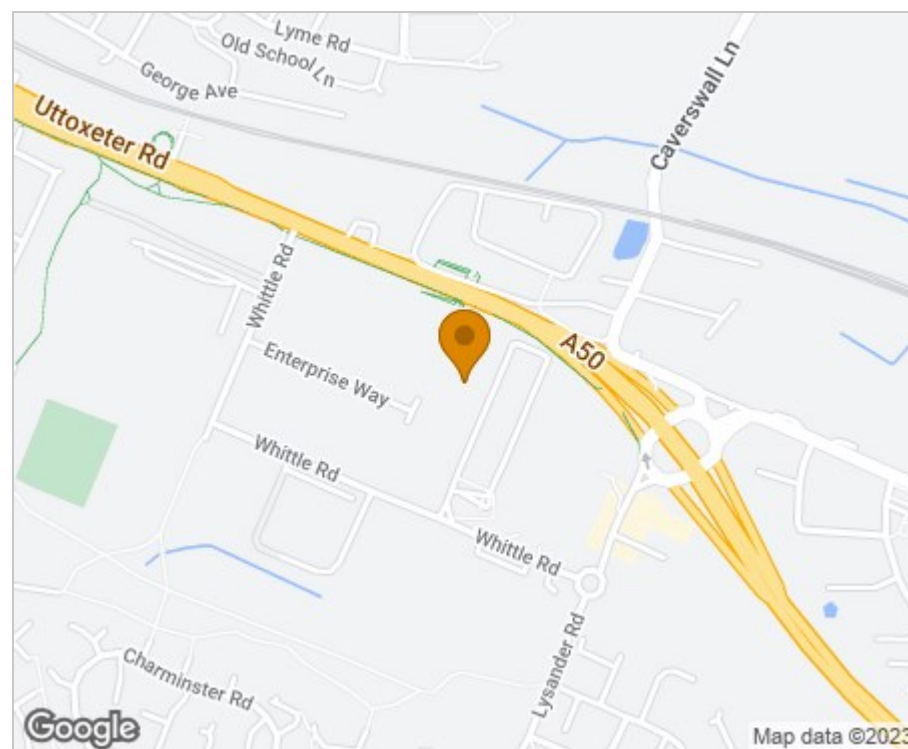 Lyme Rd
Old School Ln
George Ave
Caverswall Ln
Uttoxeter Rd
Whittle Rd
A50
Enterprise Way
Whittle Rd
Whittle Rd
Lysander Rd
Charminster Rd
Google
Map data ©2023